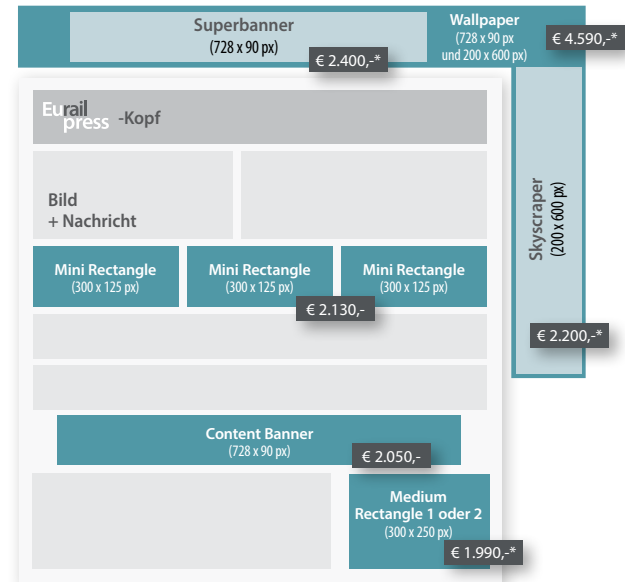 Superbanner
(728 x 90 px)
€ 2.400,-*
Wallpaper
(728 x 90 px
und 200 x 600 px)
€ 4.590,-*
Eurail
press -Kopf
Bild
+ Nachricht
Skyscraper
(200 x 600 px)
€ 2.200,-*
Mini Rectangle
(300 x 125 px)
Mini Rectangle
(300 x 125 px)
Mini Rectangle
(300 x 125 px)
€ 2.130,-
Content Banner
(728 x 90 px)
€ 2.050,-
Medium
Rectangle 1 oder 2
(300 x 250 px)
€ 1.990,-*